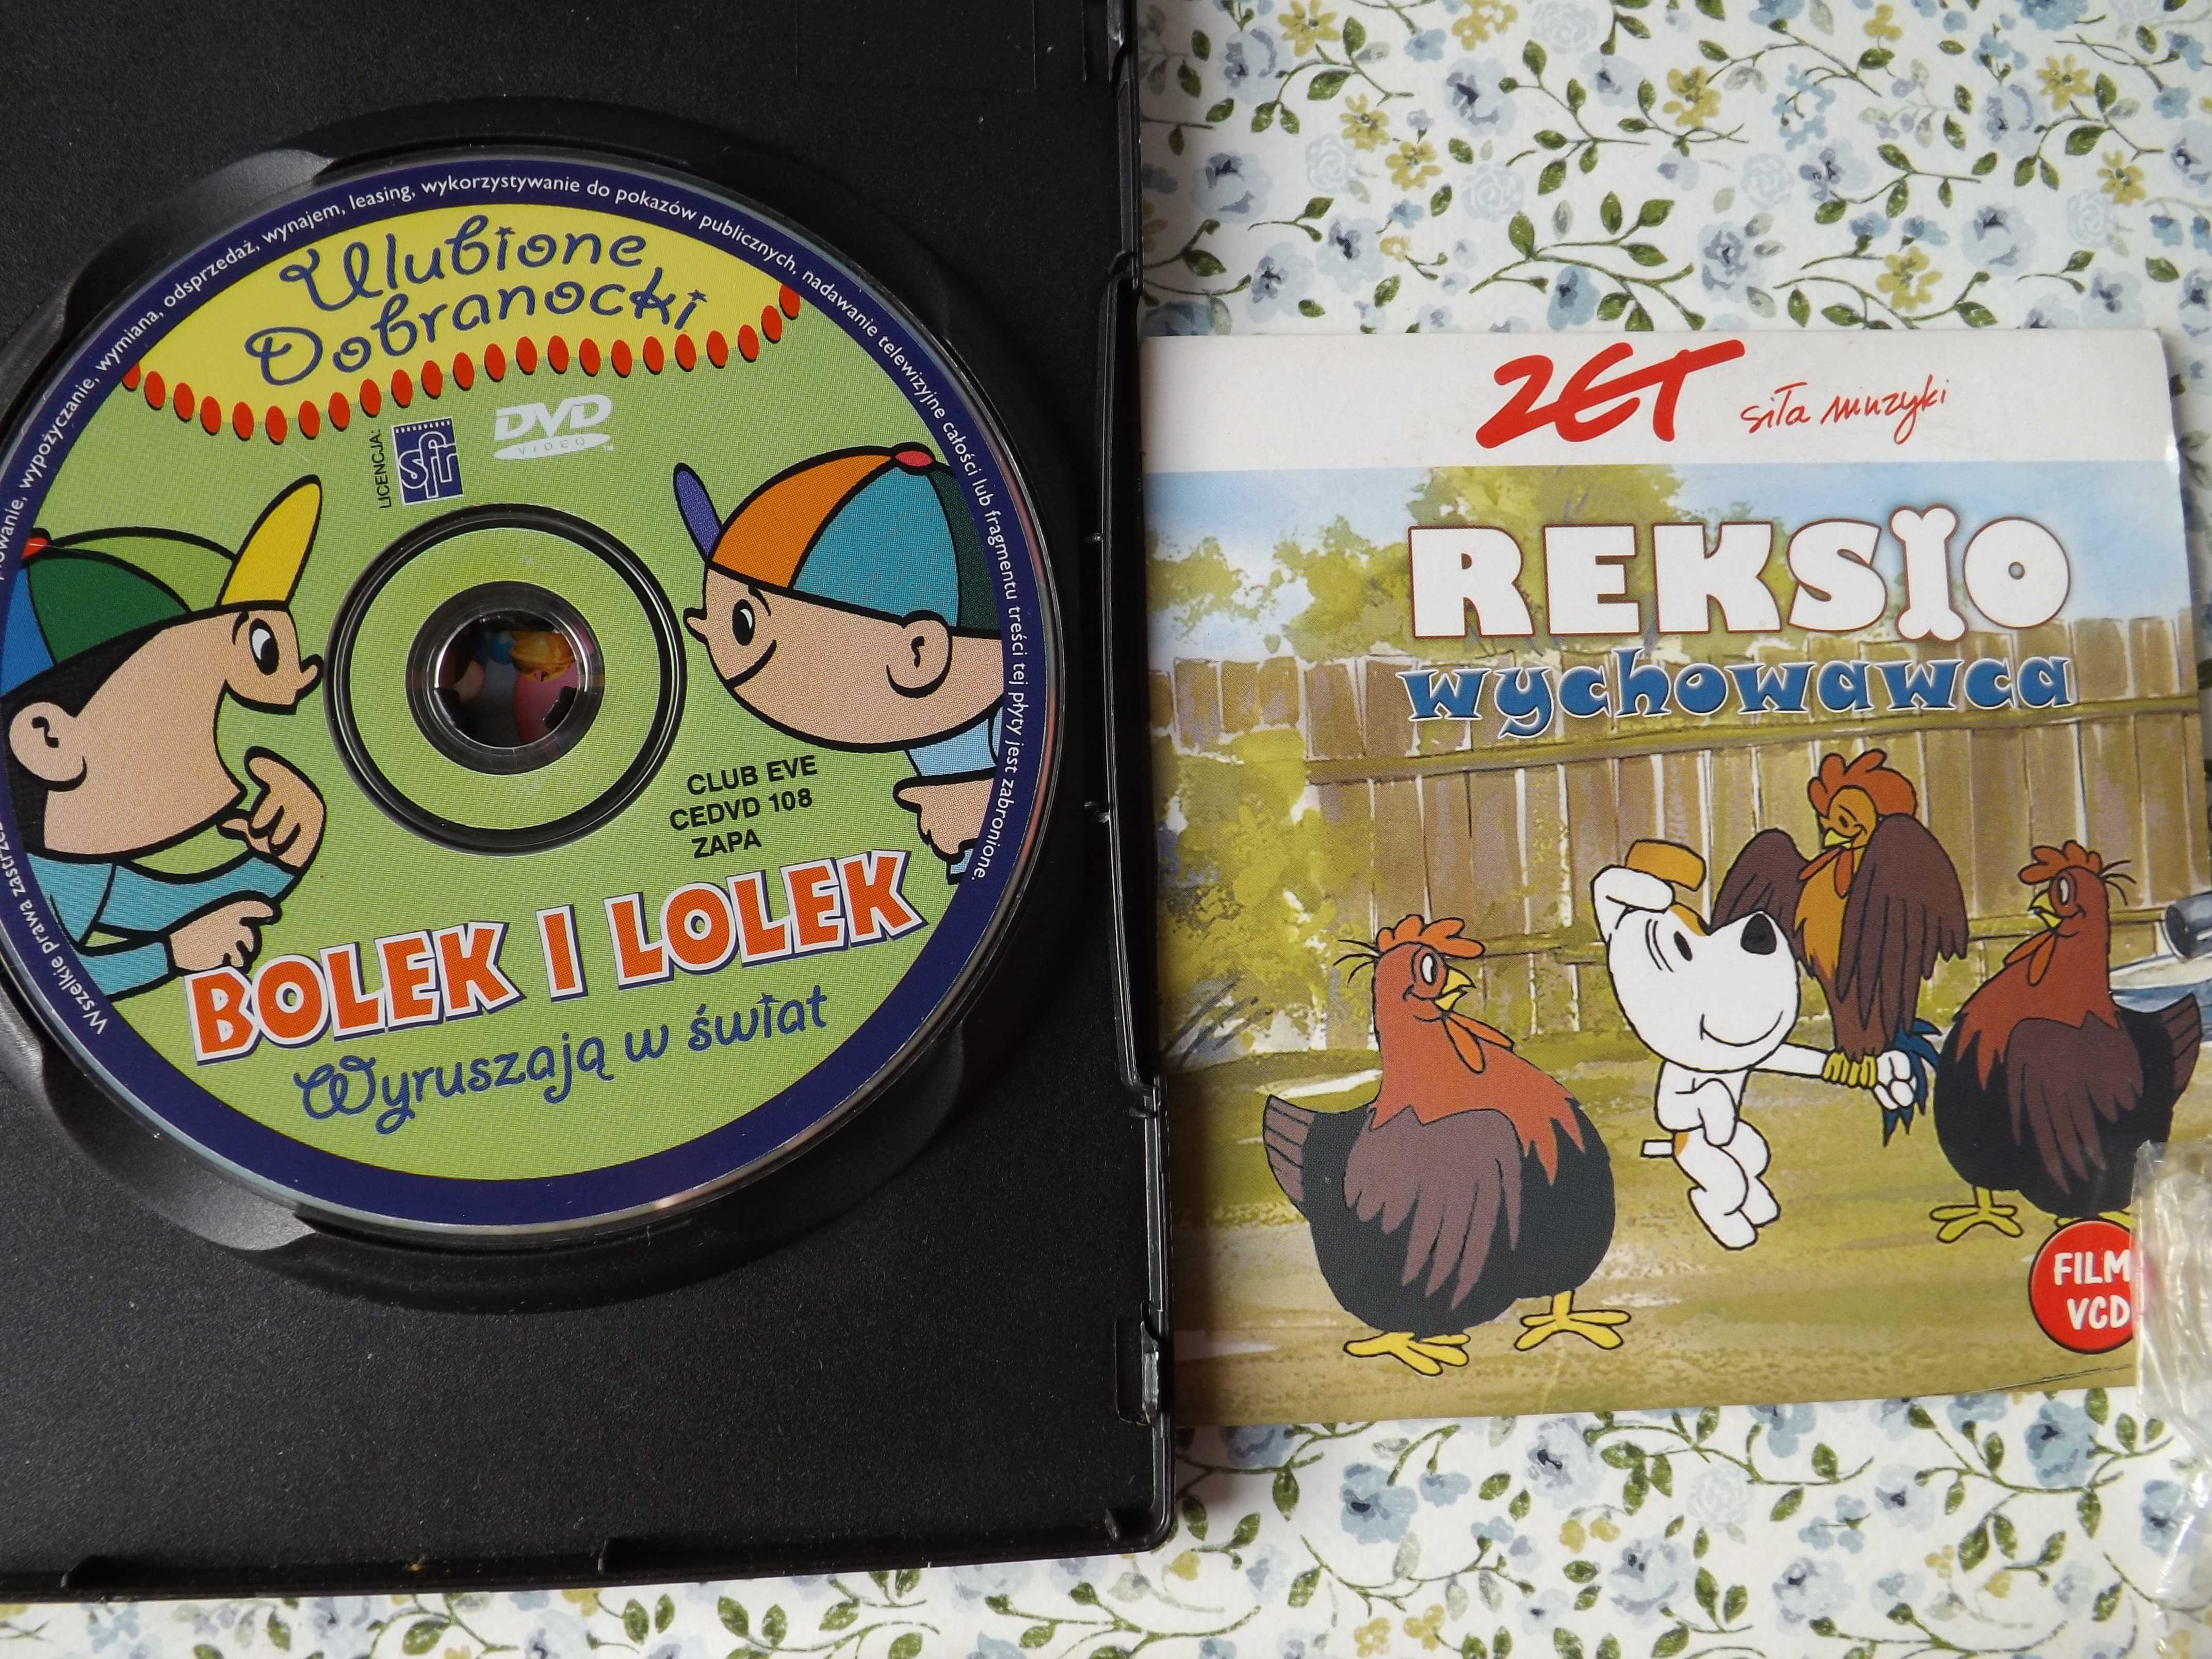 Ulubione
Dobranocki
wypożyczanie, wymiana, odsprzedaż, wynajem, leasing, wykorzystywanie do pokazów publicznych, nadawanie telewizyjne całości lub fragmentu treści tej płyty jest zabronione.
Wszelkie prawa
LICENCJA:
sfr
DVD
VIDEO
CLUB EVE
CEDVD 108
ZAPA
BOLEK I LOLEK
Wyruszają w świat
ZET siła muzyki
REKSIO
wychowawca
FILM
VCD